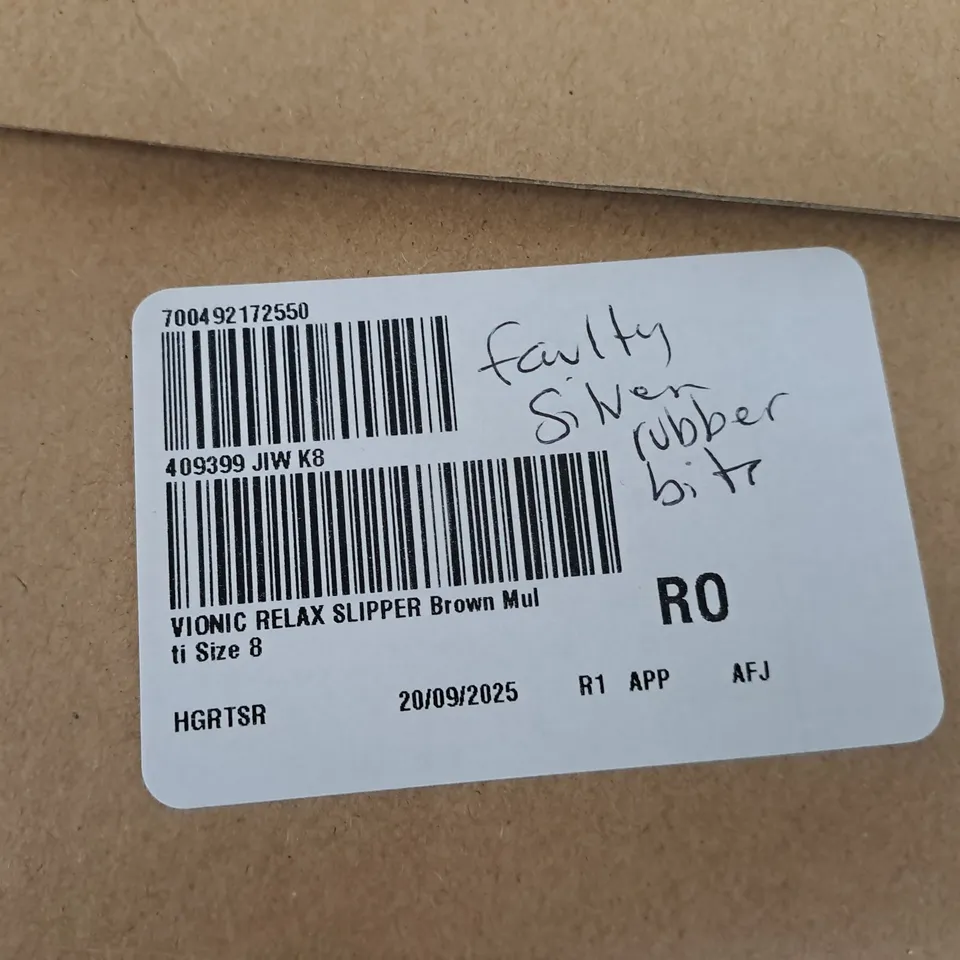 700492172550
faulty
Silver
rubber
bits
409399 JIW K8
VIONIC RELAX SLIPPER Brown Mul
ti Size 8
RO
HGRTSR 20/09/2025 R1 APP AFJ